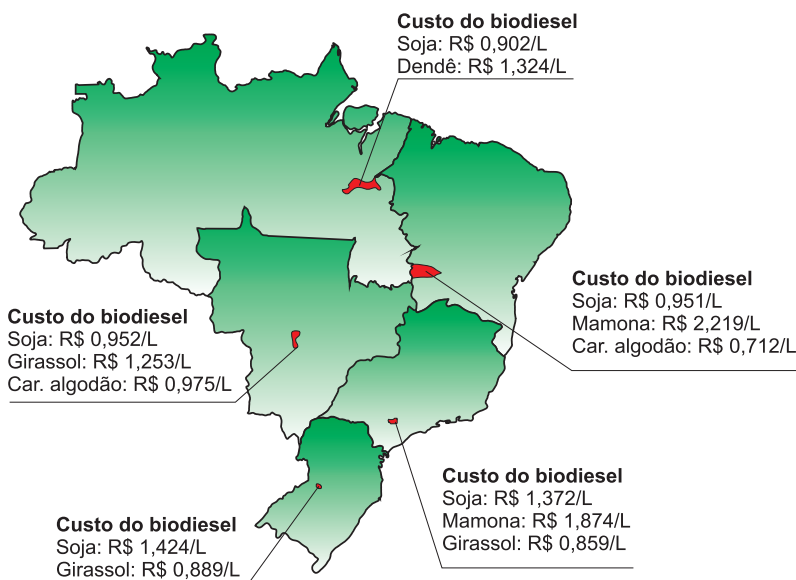 Custo do biodiesel
Soja: R$ 0,902/L
Dendê: R$ 1,324/L
Custo do biodiesel
Soja: R$ 0,951/L
Mamona: R$ 2,219/L
Car. algodão: R$ 0,712/L
Custo do biodiesel
Soja: R$ 0,952/L
Girassol: R$ 1,253/L
Car. algodão: R$ 0,975/L
Custo do biodiesel
Soja: R$ 1,372/L
Mamona: R$ 1,874/L
Girassol: R$ 0,859/L
Custo do biodiesel
Soja: R$ 1,424/L
Girassol: R$ 0,889/L